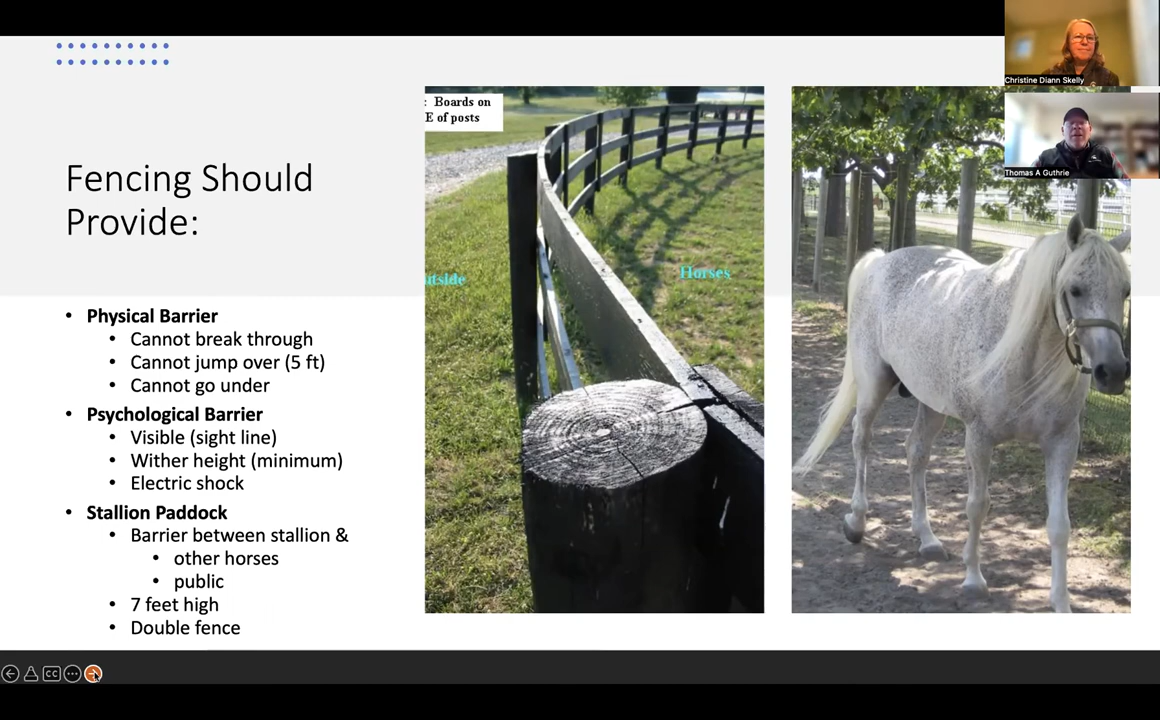 Fencing Should
Provide:
Physical Barrier
Cannot break through
Cannot jump over (5 ft)
Cannot go under
Psychological Barrier
Visible (sight line)
Wither height (minimum)
Electric shock
Stallion Paddock
Barrier between stallion &
other horses
public
7 feet high
Double fence
: Boards on
E of posts
utside
Horses
Christine Diann Skelly
Thomas A Guthrie
CC